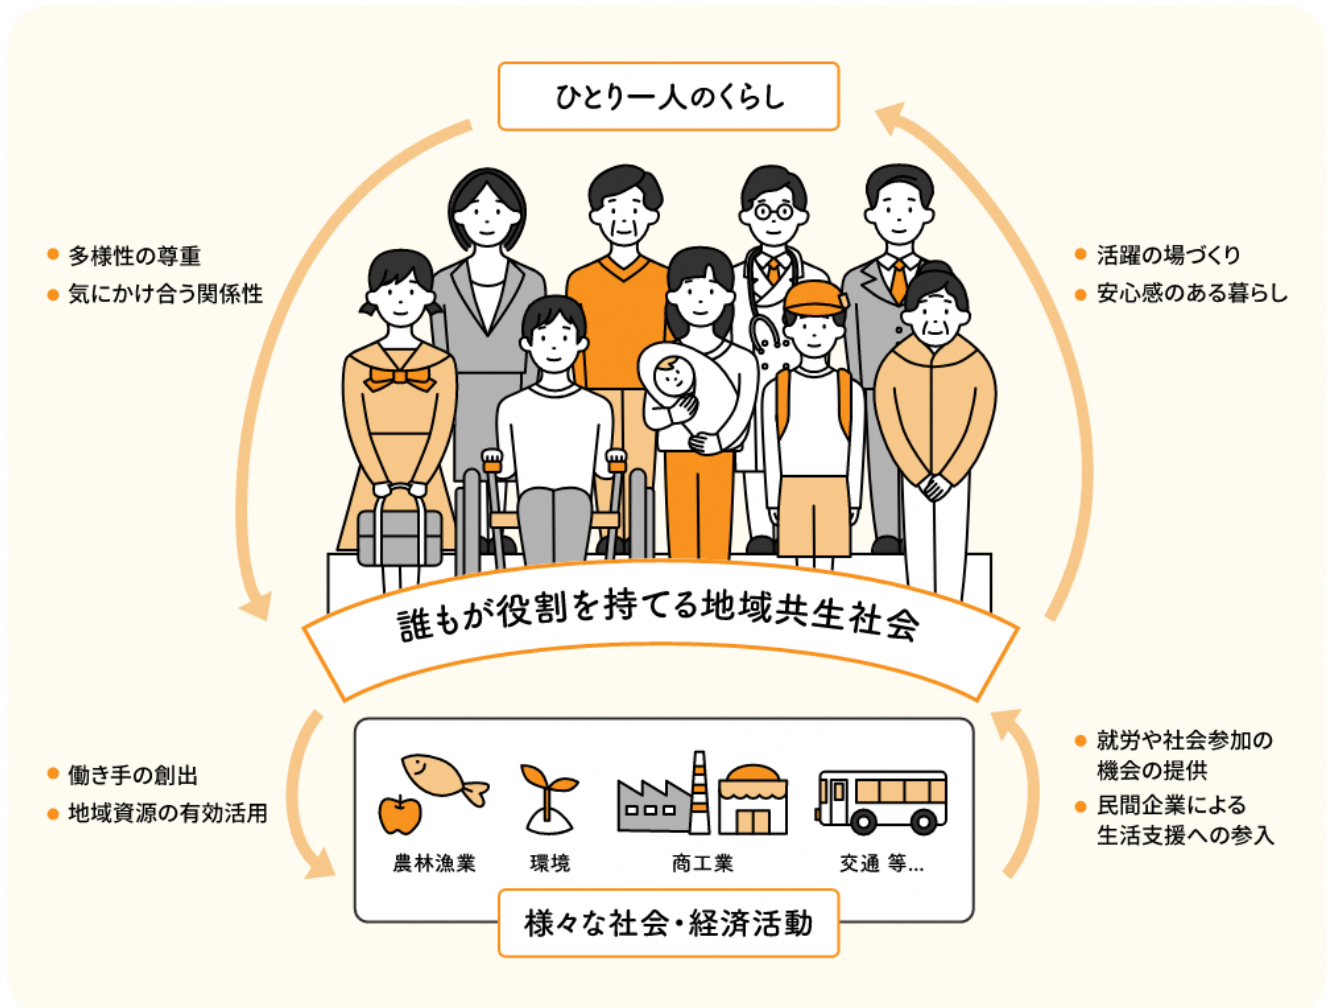 ひとり一人のくらし
多様性の尊重
気にかけ合う関係性
活躍の場づくり
安心感のある暮らし
誰もが役割を持てる地域共生社会
働き手の創出
地域資源の有効活用
就労や社会参加の
機会の提供
民間企業による
生活支援への参入
農林漁業
環境
商工業
交通 等...
様々な社会・経済活動